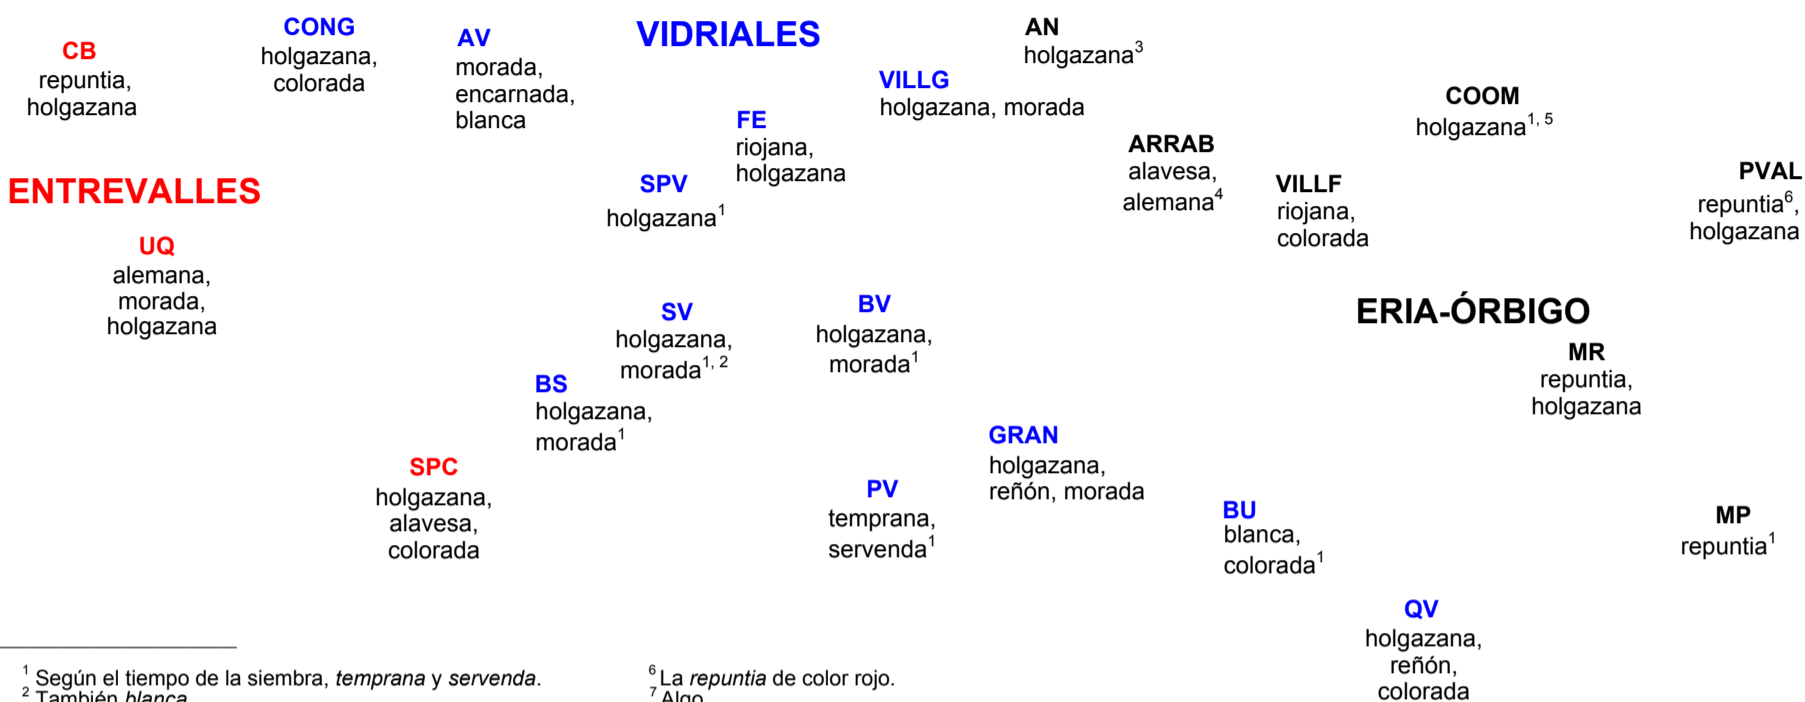 CB
repuntia,
holgazana
CONG
holgazana,
colorada
AV
morada,
encarnada,
blanca
VIDRIALES
FE
riojana,
holgazana
VILLG
holgazana, morada
AN
holgazana³
ARRAB
alavesa,
alemana⁴
COOM
holgazana¹, ⁵
VILLF
riojana,
colorada
PVAL
repuntia⁶,
holgazana
ENTREVALLES
SPV
holgazana¹
UQ
alemana,
morada,
holgazana
SV
holgazana,
morada¹, ²
BV
holgazana,
morada¹
ERIA-ÓRBIGO
MR
repuntia,
holgazana
BS
holgazana,
morada¹
SPC
holgazana,
alavesa,
colorada
PV
temprana,
servenda¹
GRAN
holgazana,
reñón, morada
BU
blanca,
colorada¹
MP
repuntia¹
QV
holgazana,
reñón,
colorada
¹ Según el tiempo de la siembra, temprana y servenda.
² También blanca
⁶ La repuntia de color rojo.
⁷ Algo